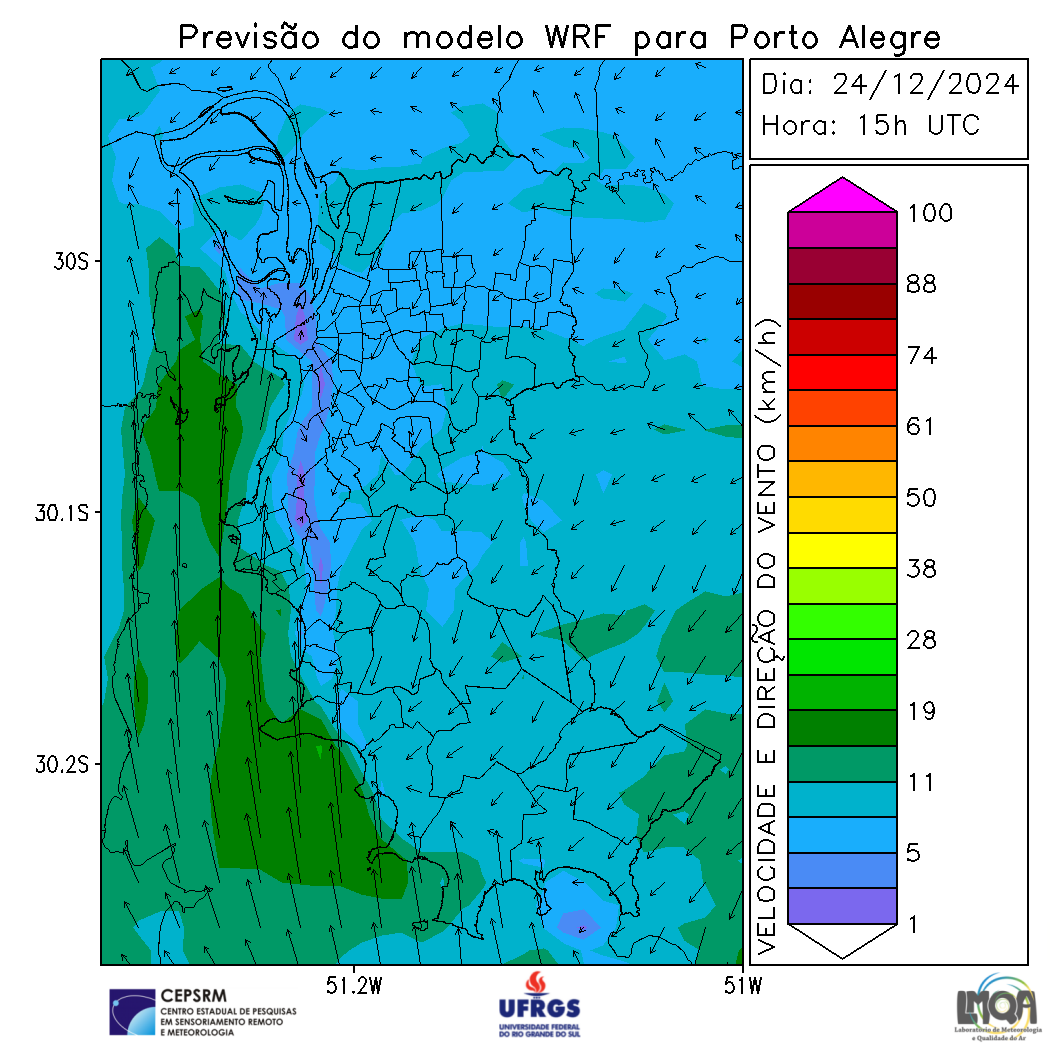 Previsão do modelo WRF para Porto Alegre
Dia: 24/12/2024
Hora: 15h UTC
30S
30.1S
30.2S
51.2W
51W
VELOCIDADE E DIREÇÃO DO VENTO (km/h)
100
88
74
61
50
38
28
19
11
5
1
CEPSRM
CENTRO ESTADUAL DE PESQUISAS
EM SENSORIAMENTO REMOTO
E METEOROLOGIA
UFRGS
UNIVERSIDADE FEDERAL
DO RIO GRANDE DO SUL
LMQA
Laboratório de Meteorologia
e Qualidade do Ar